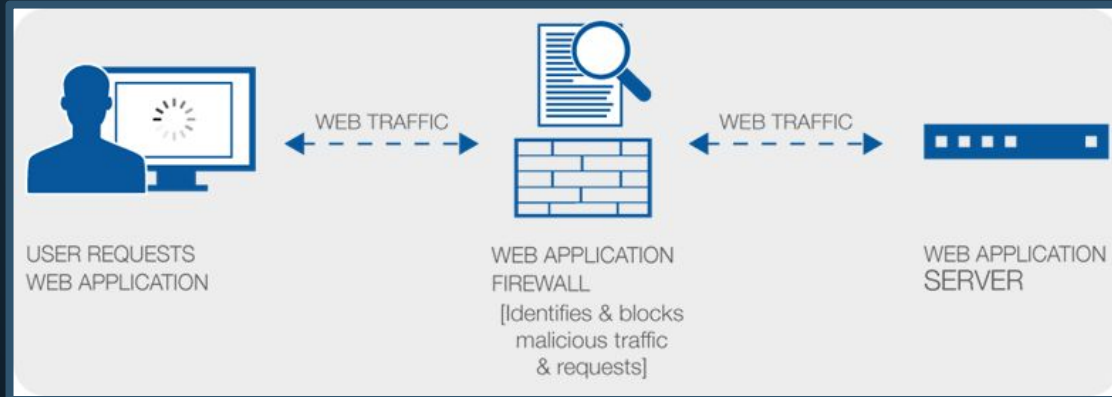 WEB TRAFFIC
WEB TRAFFIC
USER REQUESTS
WEB APPLICATION
WEB APPLICATION
FIREWALL
[Identifies & blocks
malicious traffic
& requests]
WEB APPLICATION
SERVER